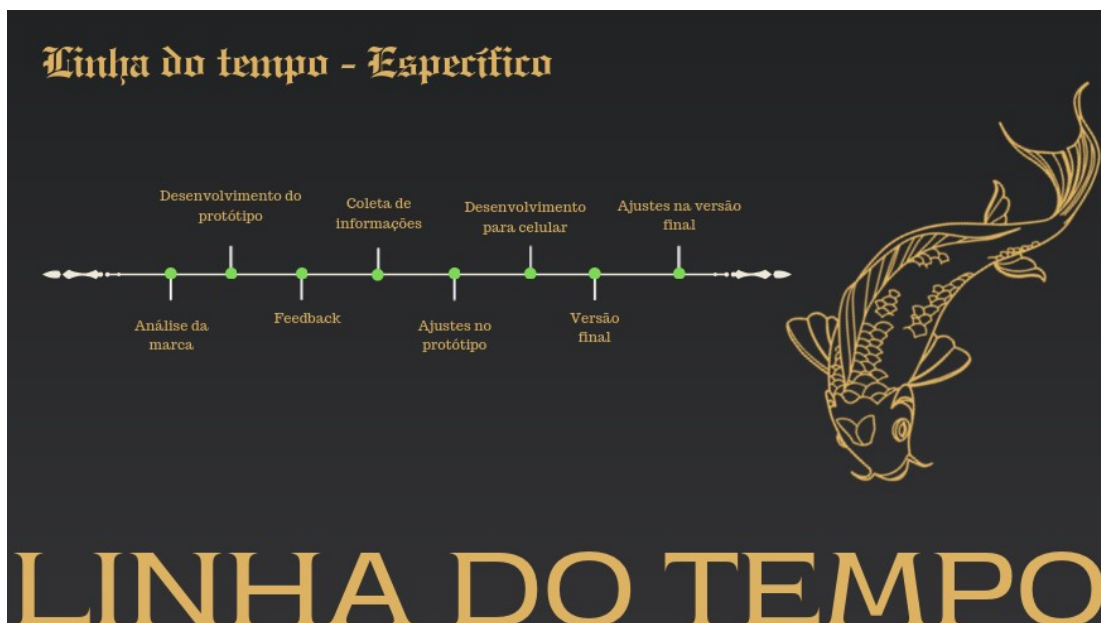 Linha do tempo - Específico
Desenvolvimento do
protótipo
Coleta de
informações
Desenvolvimento
para celular
Ajustes na versão
final
Análise da
marca
Feedback
Ajustes no
protótipo
Versão
final
LINHA DO TEMPO